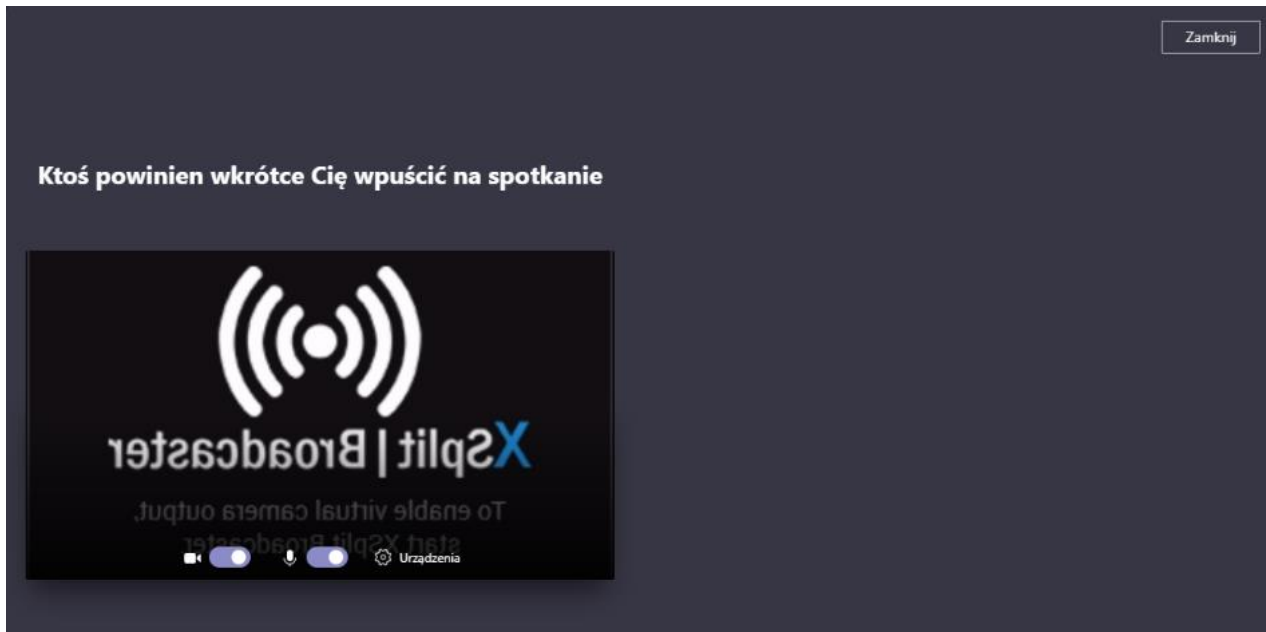 Zamknij
Ktoś powinien wkrótce Cię wpuścić na spotkanie
XSplit | Broadcaster
To enable virtual camera output,
start XSplit Broadcaster
Urządzenia